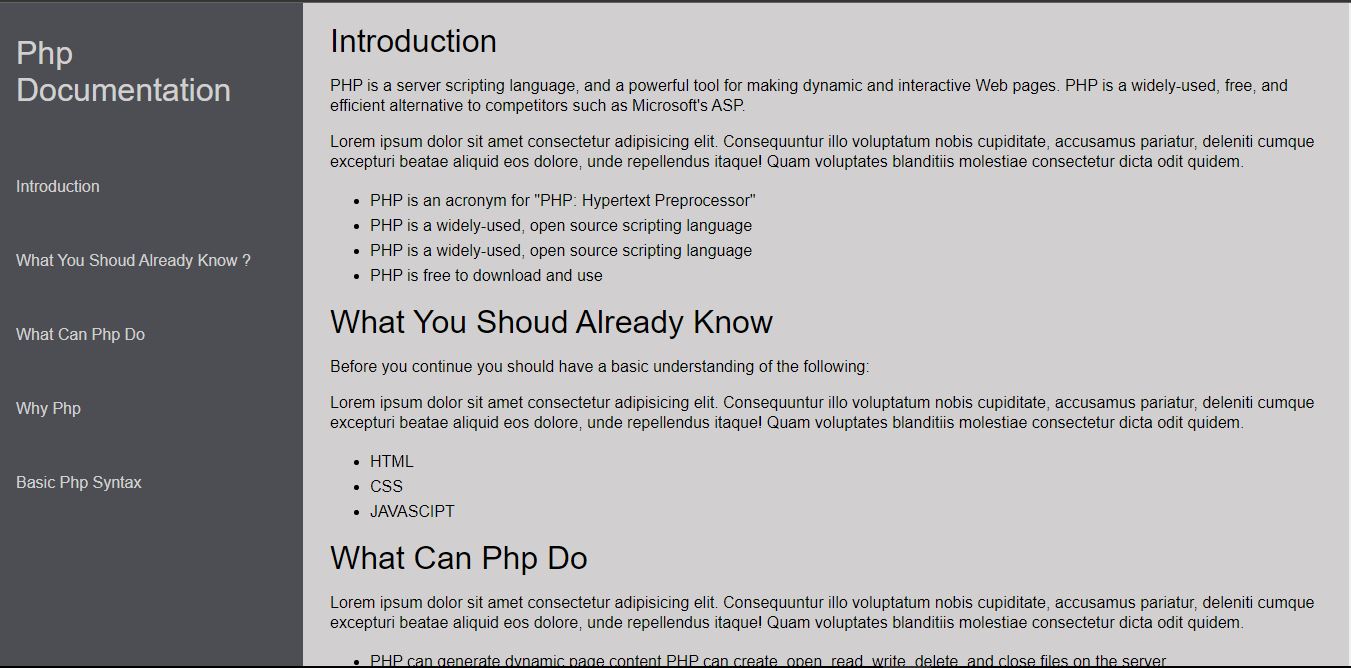 Php
Documentation
Introduction
What You Shoud Already Know ?
What Can Php Do
Why Php
Basic Php Syntax
Introduction
PHP is a server scripting language, and a powerful tool for making dynamic and interactive Web pages. PHP is a widely-used, free, and
efficient alternative to competitors such as Microsoft's ASP.
Lorem ipsum dolor sit amet consectetur adipisicing elit. Consequuntur illo voluptatum nobis cupiditate, accusamus pariatur, deleniti cumque
excepturi beatae aliquid eos dolore, unde repellendus itaque! Quam voluptates blanditiis molestiae consectetur dicta odit quidem.
• PHP is an acronym for "PHP: Hypertext Preprocessor"
• PHP is a widely-used, open source scripting language
• PHP is a widely-used, open source scripting language
• PHP is free to download and use
What You Shoud Already Know
Before you continue you should have a basic understanding of the following:
Lorem ipsum dolor sit amet consectetur adipisicing elit. Consequuntur illo voluptatum nobis cupiditate, accusamus pariatur, deleniti cumque
excepturi beatae aliquid eos dolore, unde repellendus itaque! Quam voluptates blanditiis molestiae consectetur dicta odit quidem.
• HTML
• CSS
• JAVASCIPT
What Can Php Do
Lorem ipsum dolor sit amet consectetur adipisicing elit. Consequuntur illo voluptatum nobis cupiditate, accusamus pariatur, deleniti cumque
excepturi beatae aliquid eos dolore, unde repellendus itaque! Quam voluptates blanditiis molestiae consectetur dicta odit quidem.
• PHP can generate dynamic page content PHP can create, open, read, write, delete, and close files on the server